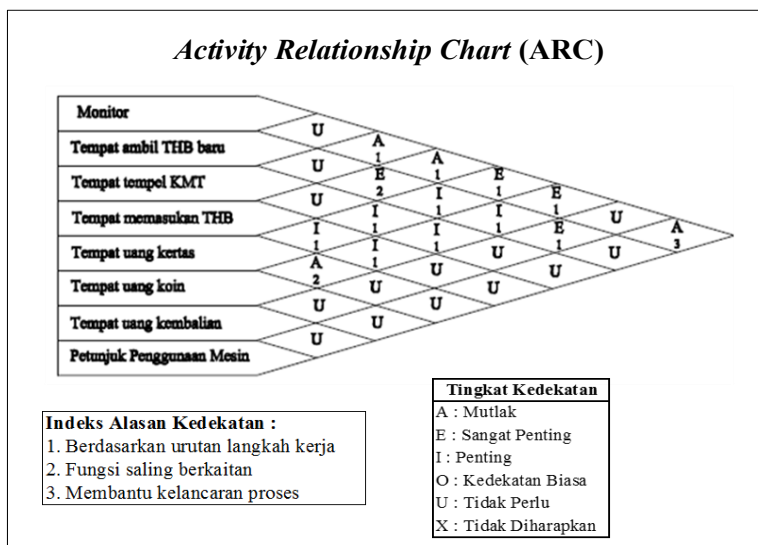 Activity Relationship Chart (ARC)
Monitor
U
A
Tempat ambil THB baru
1 A
U
E 1 E
Tempat tempel KMT
2 I 1 E
U
I 1 I 1
Tempat memasukan THB U
I 1 I 1 E A
Tempat uang kertas
1 I 1 U 1 U 3
A 1 U U
2
Tempat uang koin U U
U U
Tempat uang kembalian U
U
Petunjuk Penggunaan Mesin
Indeks Alasan Kedekatan :
1. Berdasarkan urutan langkah kerja
2. Fungsi saling berkaitan
3. Membantu kelancaran proses
Tingkat Kedekatan
A : Mutlak
E : Sangat Penting
I : Penting
O : Kedekatan Biasa
U : Tidak Perlu
X : Tidak Diharapkan